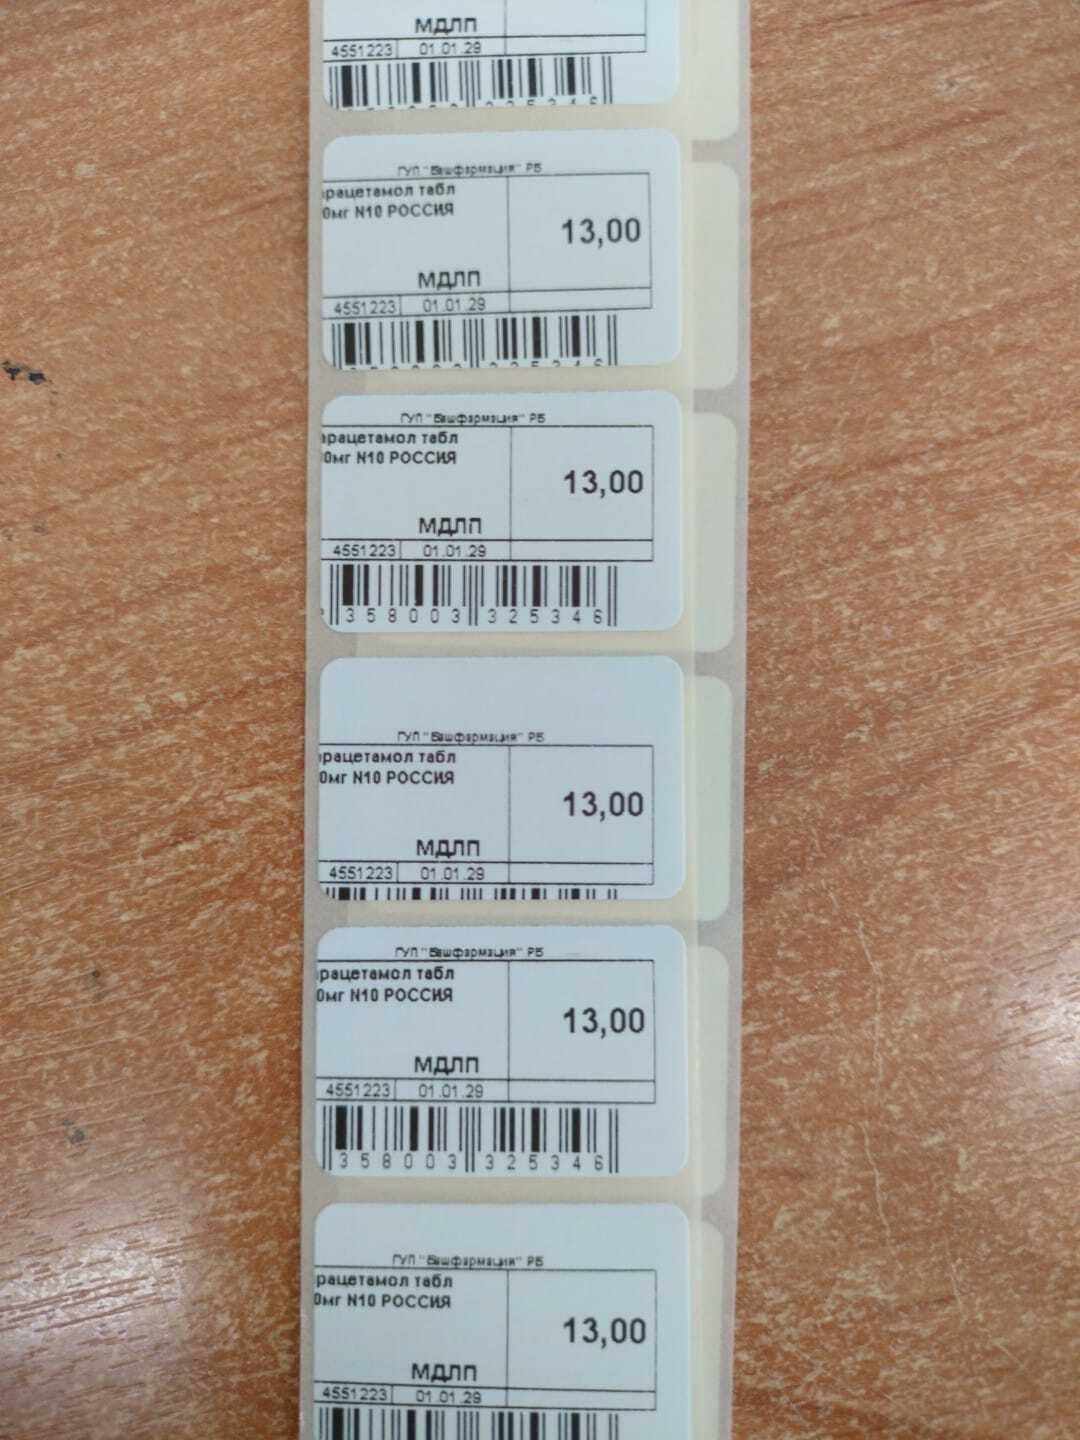 МДЛП
4551223 01.01.29
ГУП "Башфармация" РБ
рацетамол табл
0мг N10 РОССИЯ
13,00
МДЛП
4551223 01.01.29
ГУП "Башфармация" РБ
арацетамол табл
00мг N10 РОССИЯ
13,00
МДЛП
4551223 01.01.29
358003 325346
ГУП "Башфармация" РБ
рацетамол табл
0мг N10 РОССИЯ
13,00
МДЛП
4551223 01.01.29
ГУП "Башфармация" РБ
рацетамол табл
0мг N10 РОССИЯ
13,00
МДЛП
4551223 01.01.29
358003 325346
ГУП "Башфармация" РБ
рацетамол табл
0мг N10 РОССИЯ
13,00
МДЛП
4551223 01.01.29